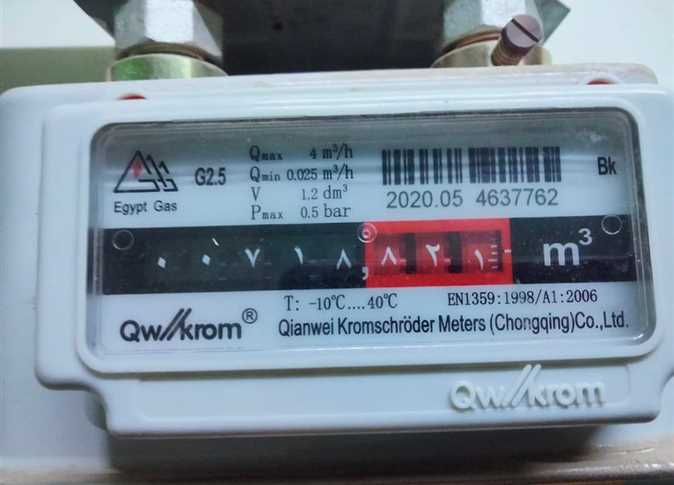 Egypt Gas
G2.5
Qmax 4 m³/h
Qmin 0.025 m³/h
V 1.2 dm³
Pmax 0.5 bar
2020.05 4637762
Bk
٠٠٧١٨,٨٢١ m³
T: -10℃....40℃ EN1359:1998/A1:2006
Qw//krom® Qianwei Kromschröder Meters (Chongqing)Co.,Ltd.
Qw//krom